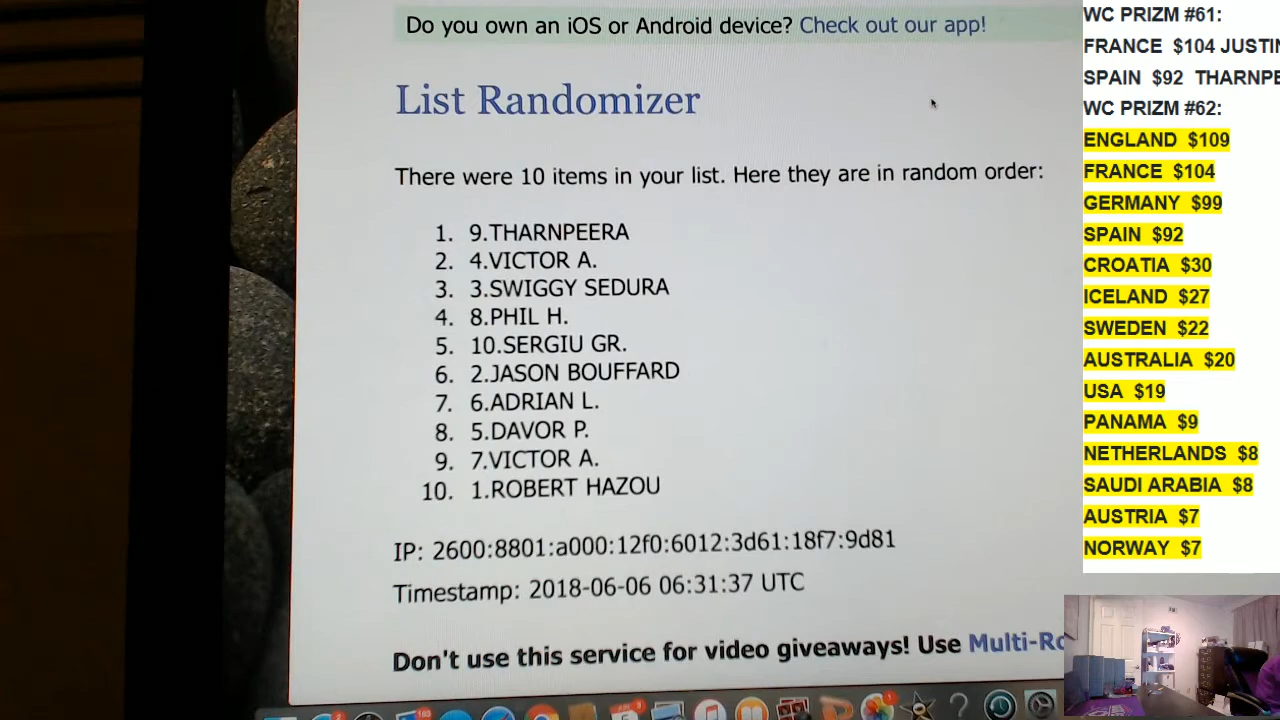 Do you own an iOS or Android device? Check out our app!
List Randomizer
There were 10 items in your list. Here they are in random order:
1. 9.THARNPEERA
2. 4.VICTOR A.
3. 3.SWIGGY SEDURA
4. 8.PHIL H.
5. 10.SERGIU GR.
6. 2.JASON BOUFFARD
7. 6.ADRIAN L.
8. 5.DAVOR P.
9. 7.VICTOR A.
10. 1.ROBERT HAZOU
IP: 2600:8801:a000:12f0:6012:3d61:18f7:9d81
Timestamp: 2018-06-06 06:31:37 UTC
Don't use this service for video giveaways! Use Multi-Ro
WC PRIZM #61:
FRANCE $104 JUSTIN
SPAIN $92 THARNPE
WC PRIZM #62:
ENGLAND $109
FRANCE $104
GERMANY $99
SPAIN $92
CROATIA $30
ICELAND $27
SWEDEN $22
AUSTRALIA $20
USA $19
PANAMA $9
NETHERLANDS $8
SAUDI ARABIA $8
AUSTRIA $7
NORWAY $7